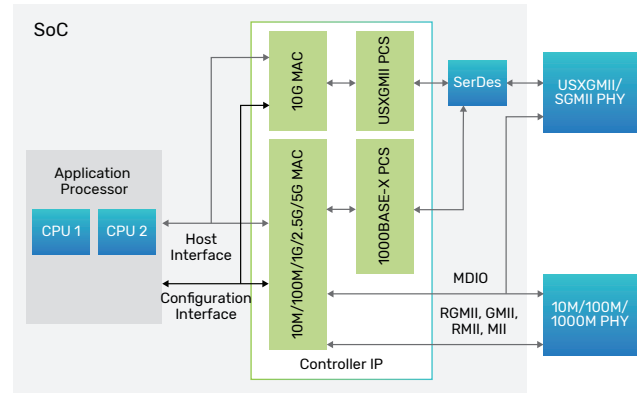 SoC
10G MAC
USXGMII PCS
SerDes
USXGMII/
SGMII PHY
Application
Processor
CPU 1
CPU 2
Host
Interface
Configuration
Interface
10M/100M/1G/2.5G/5G MAC
1000BASE-X PCS
MDIO
RGMII, GMII,
RMII, MII
10M/100M/
1000M PHY
Controller IP